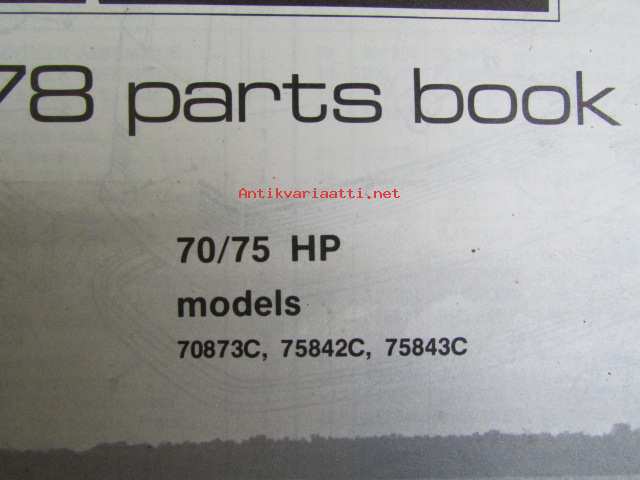 78 parts book
Antikvariaatti.net
70/75 HP
models
70873C, 75842C, 75843C